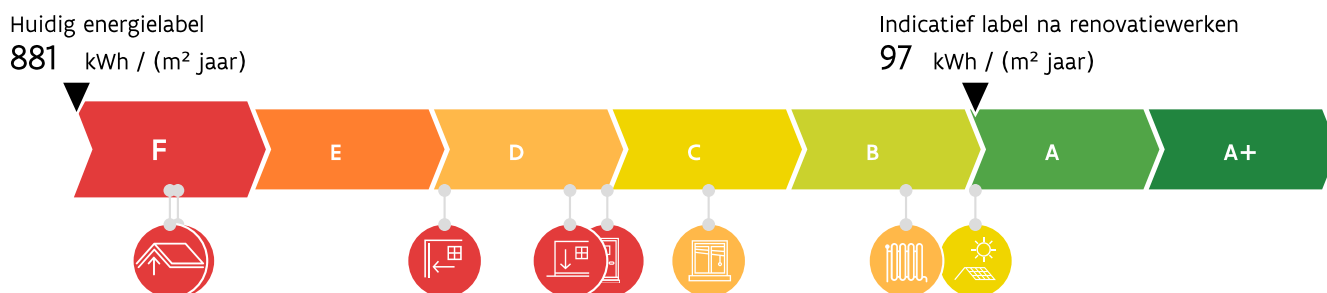 Huidig energielabel
881 kWh / (m² jaar)
Indicatief label na renovatiewerken
97 kWh / (m² jaar)
F E D C B A A+